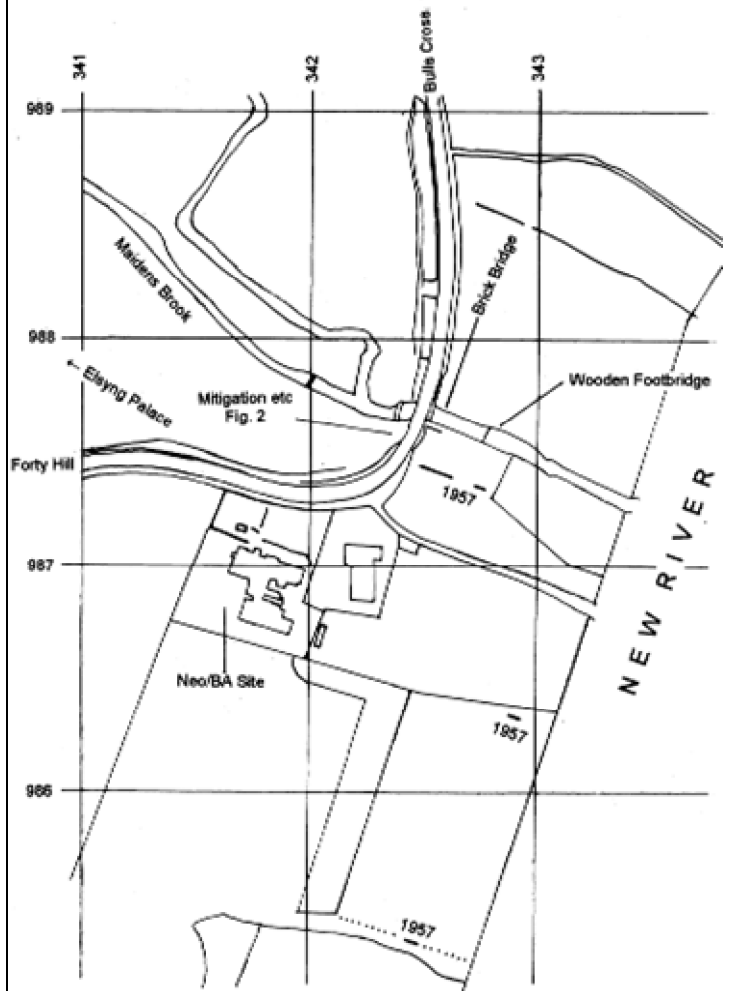 341
342
343
Bulls Cross
989
Maidens Brook
Brick Bridge
988
← Elsyng Palace
Mitigation etc
Fig. 2
Wooden Footbridge
Forty Hill
1957
987
NEW RIVER
Neo/BA Site
1957
986
1957